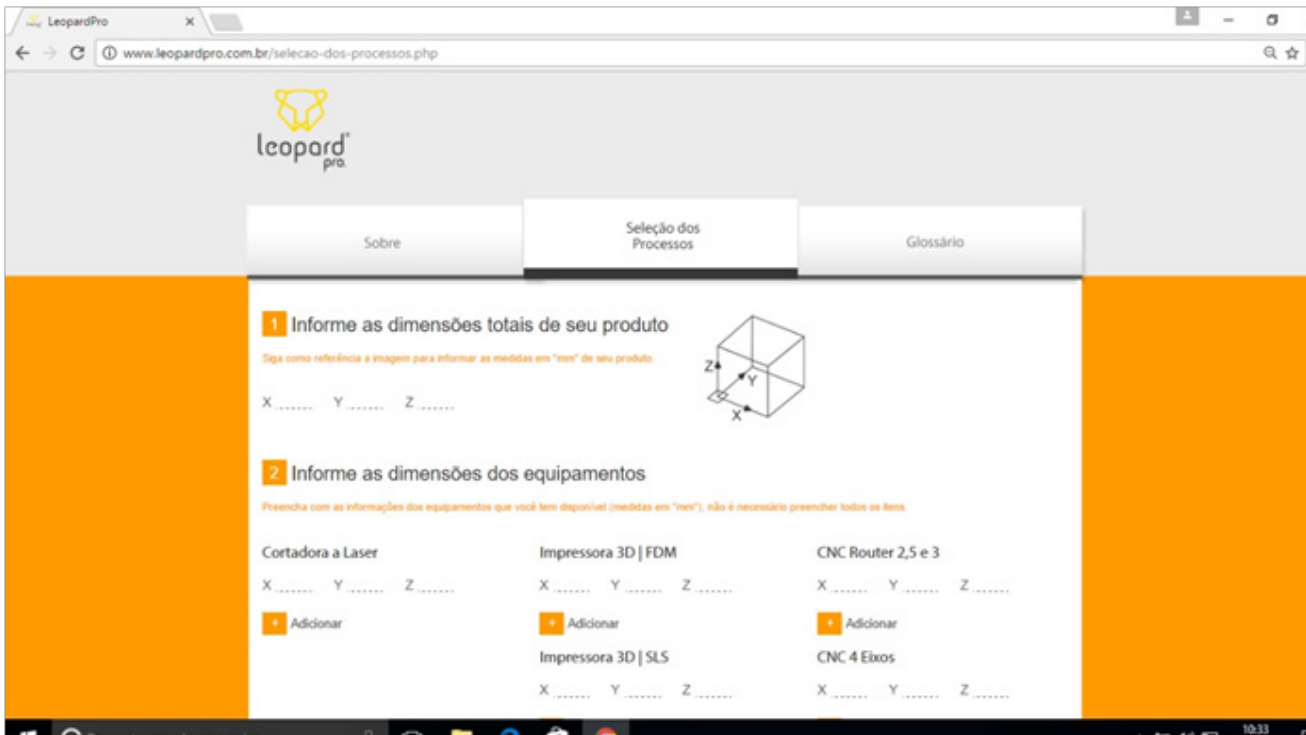 LeopardPro
www.leopardpro.com.br/selecao-dos-processos.php
leopard
pro.
Sobre
Seleção dos
Processos
Glossário
1 Informe as dimensões totais de seu produto
Siga como referência a imagem para informar as medidas em "mm" de seu produto.
X ....... Y ....... Z .......
Z
Y
X
2 Informe as dimensões dos equipamentos
Preencha com as informações dos equipamentos que você tem disponível (medidas em "mm"), não é necessário preencher todos os itens.
Cortadora a Laser Impressora 3D | FDM CNC Router 2,5 e 3
X ....... Y ....... Z ....... X ....... Y ....... Z ....... X ....... Y ....... Z .......
+ Adicionar + Adicionar + Adicionar
Impressora 3D | SLS CNC 4 Eixos
X ....... Y ....... Z ....... X ....... Y ....... Z .......
10:33